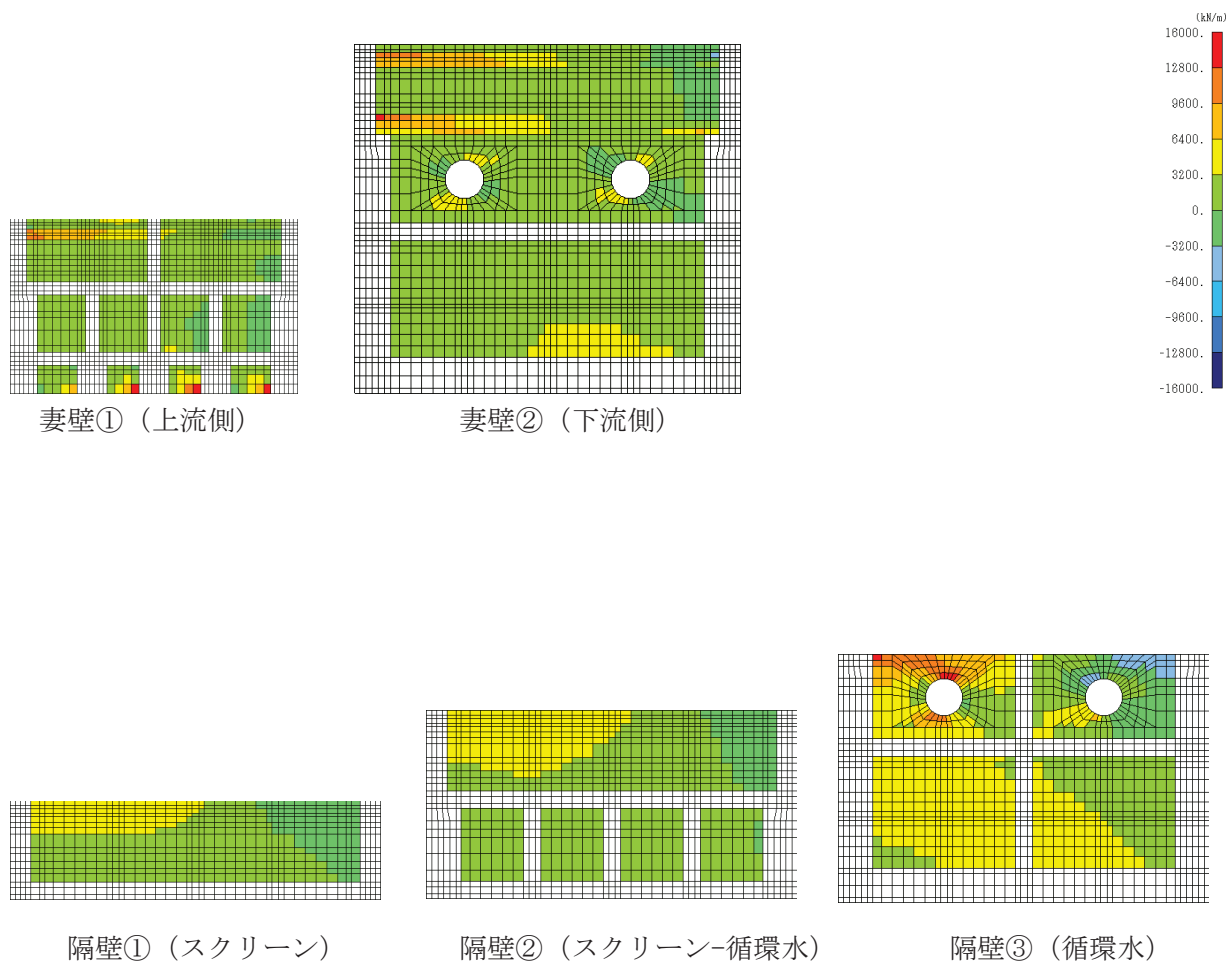 (kN/m)
16000.
12800.
9600.
6400.
3200.
0.
-3200.
-6400.
-9600.
-12800.
-16000.
妻壁①（上流側）
妻壁②（下流側）
隔壁①（スクリーン）
隔壁②（スクリーン-循環水）
隔壁③（循環水）